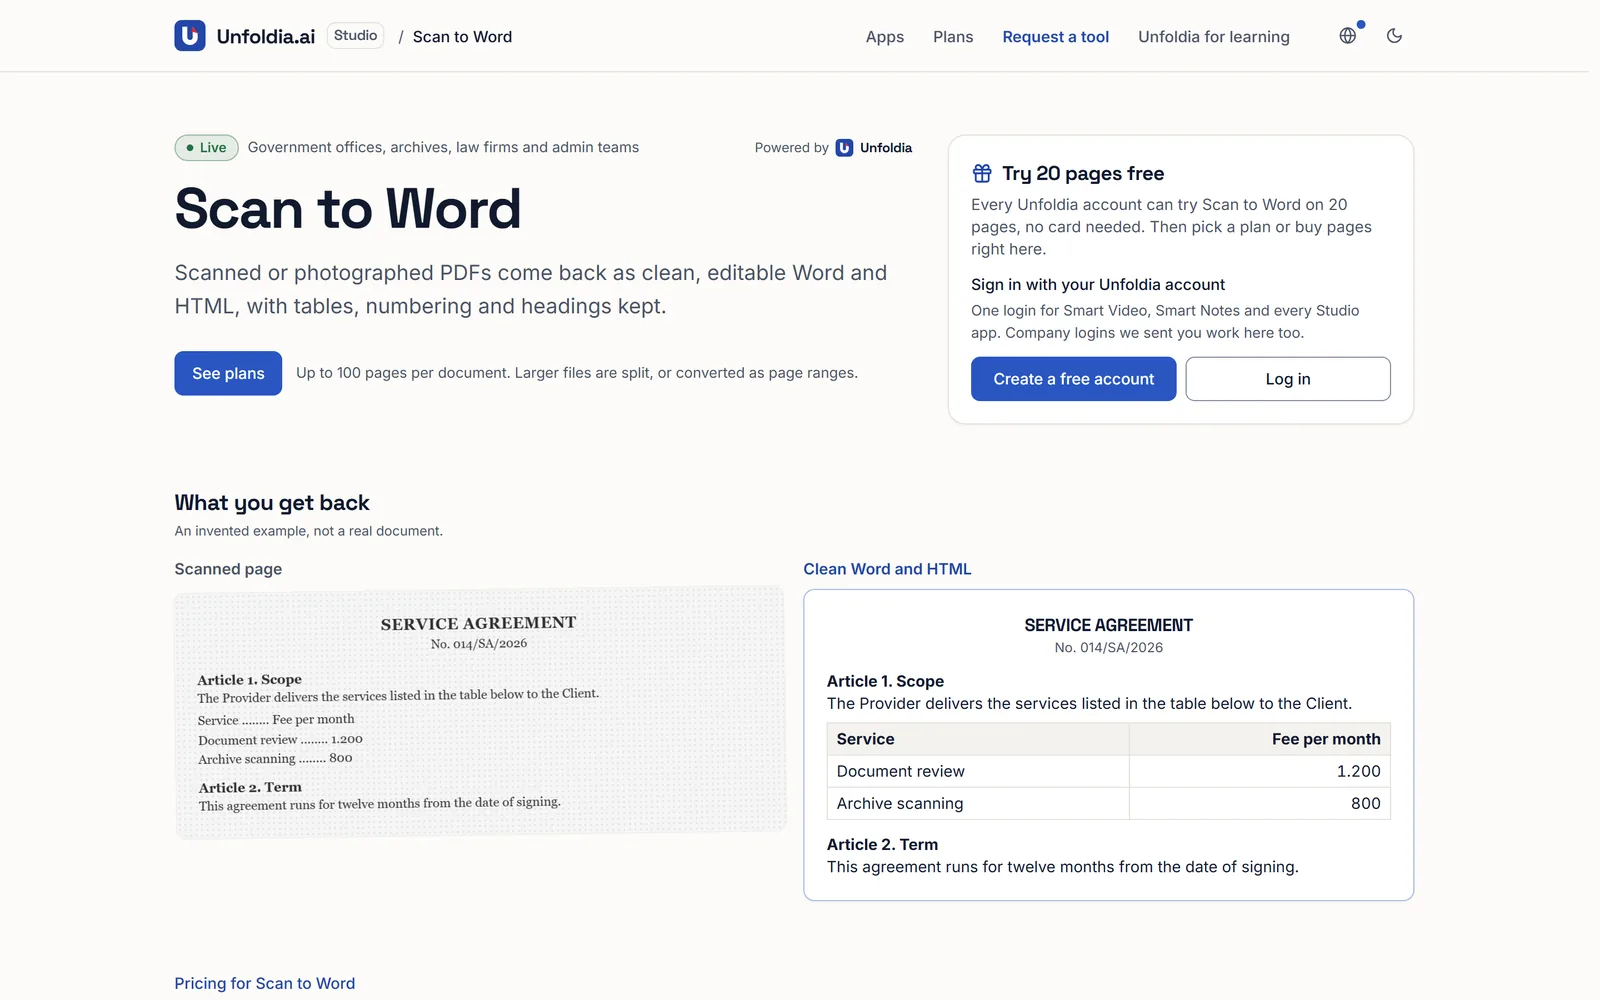 Unfoldia.ai Studio / Scan to Word
Apps Plans Request a tool Unfoldia for learning
Live Government offices, archives, law firms and admin teams
Powered by Unfoldia
Scan to Word
Scanned or photographed PDFs come back as clean, editable Word and
HTML, with tables, numbering and headings kept.
See plans Up to 100 pages per document. Larger files are split, or converted as page ranges.
Try 20 pages free
Every Unfoldia account can try Scan to Word on 20
pages, no card needed. Then pick a plan or buy pages
right here.
Sign in with your Unfoldia account
One login for Smart Video, Smart Notes and every Studio
app. Company logins we sent you work here too.
Create a free account Log in
What you get back
An invented example, not a real document.
Scanned page
SERVICE AGREEMENT
No. 014/SA/2026
Article 1. Scope
The Provider delivers the services listed in the table below to the Client.
Service ........ Fee per month
Document review ........ 1.200
Archive scanning ........ 800
Article 2. Term
This agreement runs for twelve months from the date of signing.
Clean Word and HTML
SERVICE AGREEMENT
No. 014/SA/2026
Article 1. Scope
The Provider delivers the services listed in the table below to the Client.
Service Fee per month
Document review 1.200
Archive scanning 800
Article 2. Term
This agreement runs for twelve months from the date of signing.
Pricing for Scan to Word